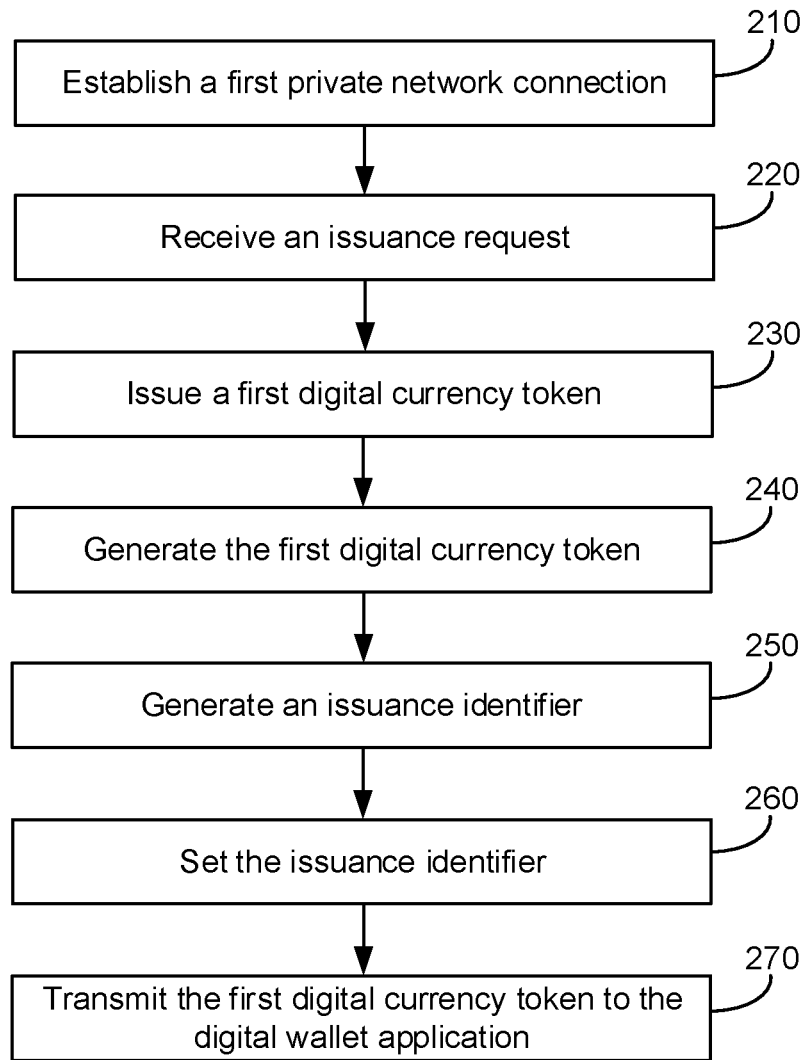 210
Establish a first private network connection
220
Receive an issuance request
230
Issue a first digital currency token
240
Generate the first digital currency token
250
Generate an issuance identifier
260
Set the issuance identifier
270
Transmit the first digital currency token to the
digital wallet application